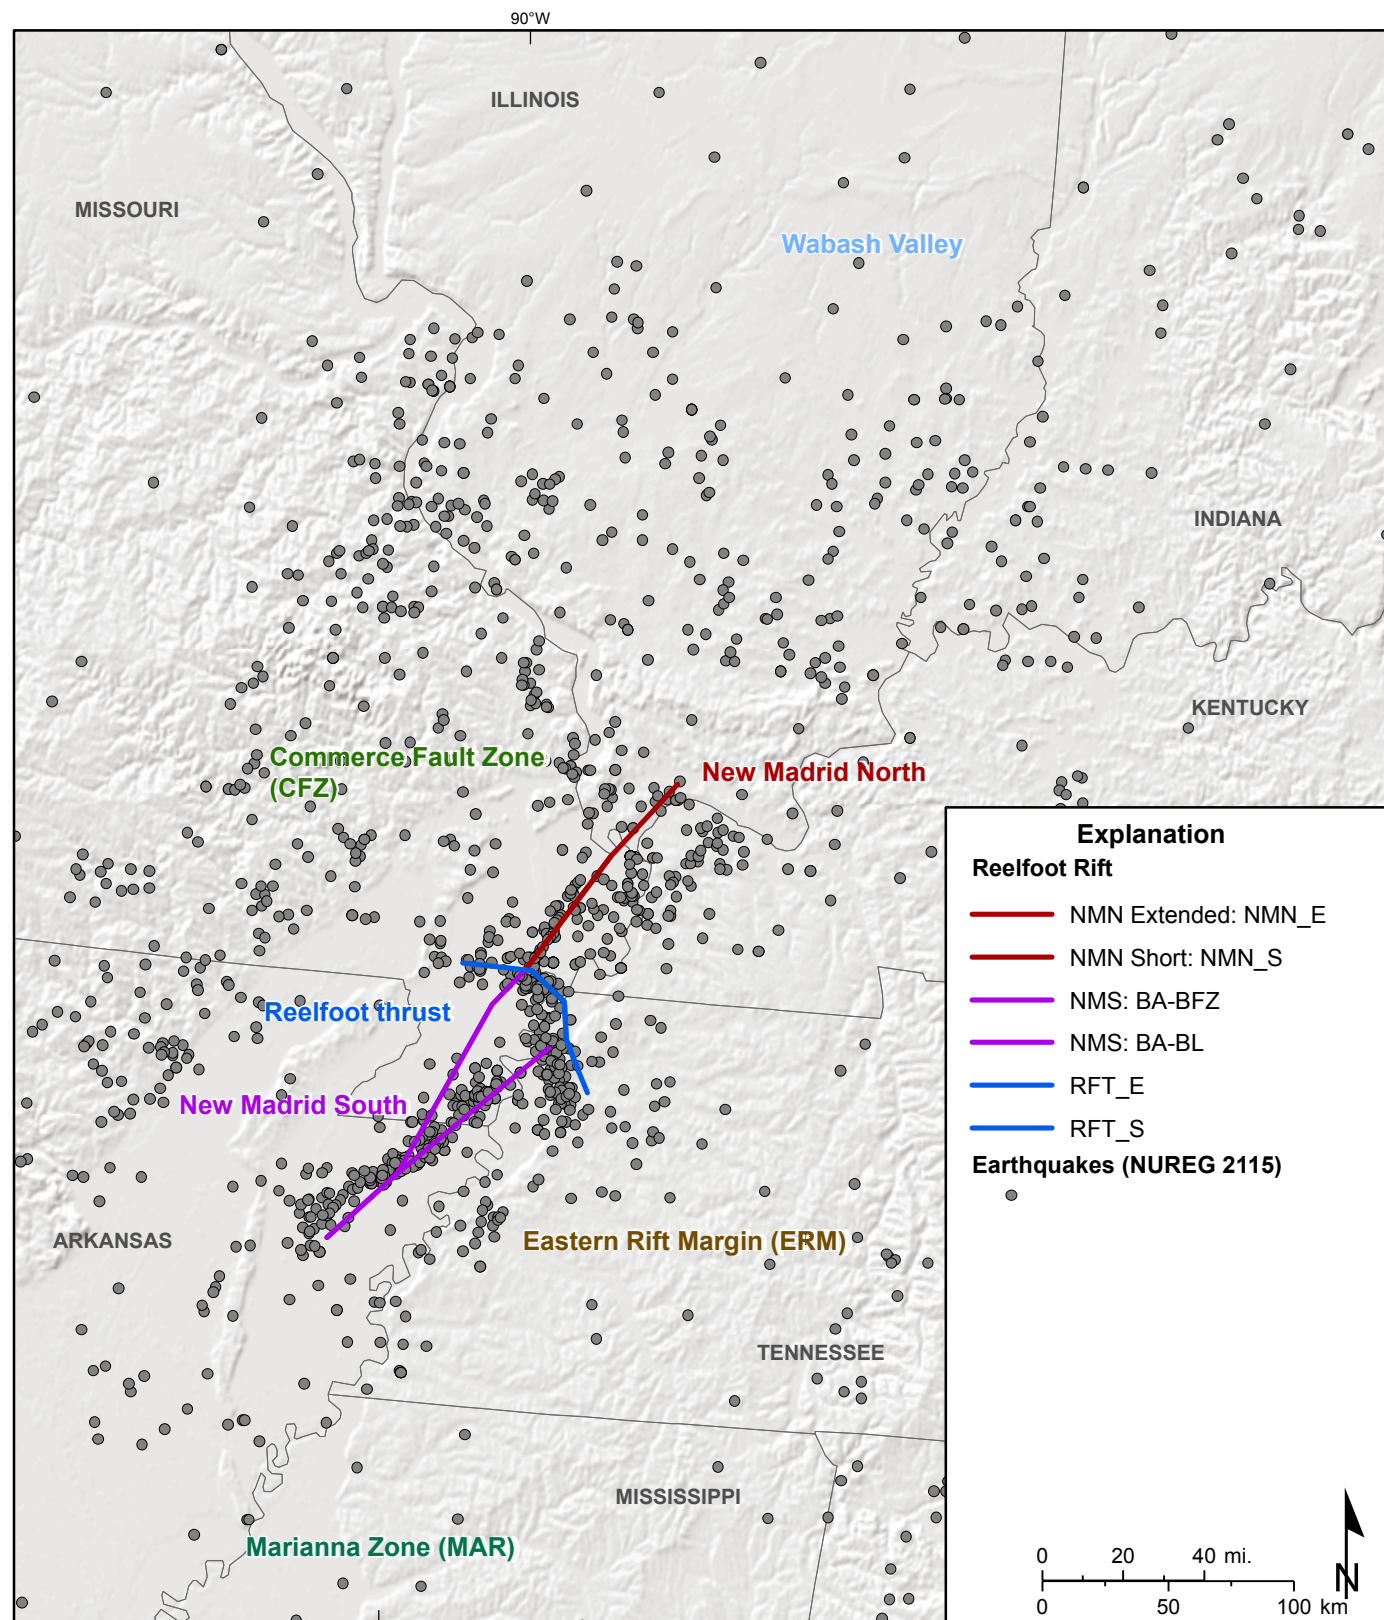 90°W
ILLINOIS
MISSOURI
Wabash Valley
INDIANA
KENTUCKY
Commerce Fault Zone
(CFZ)
New Madrid North
Reelfoot thrust
New Madrid South
ARKANSAS
Eastern Rift Margin (ERM)
TENNESSEE
MISSISSIPPI
Marianna Zone (MAR)
Explanation
Reelfoot Rift
NMN Extended: NMN_E
NMN Short: NMN_S
NMS: BA-BFZ
NMS: BA-BL
RFT_E
RFT_S
Earthquakes (NUREG 2115)
0 20 40 mi.
0 50 100 km
N